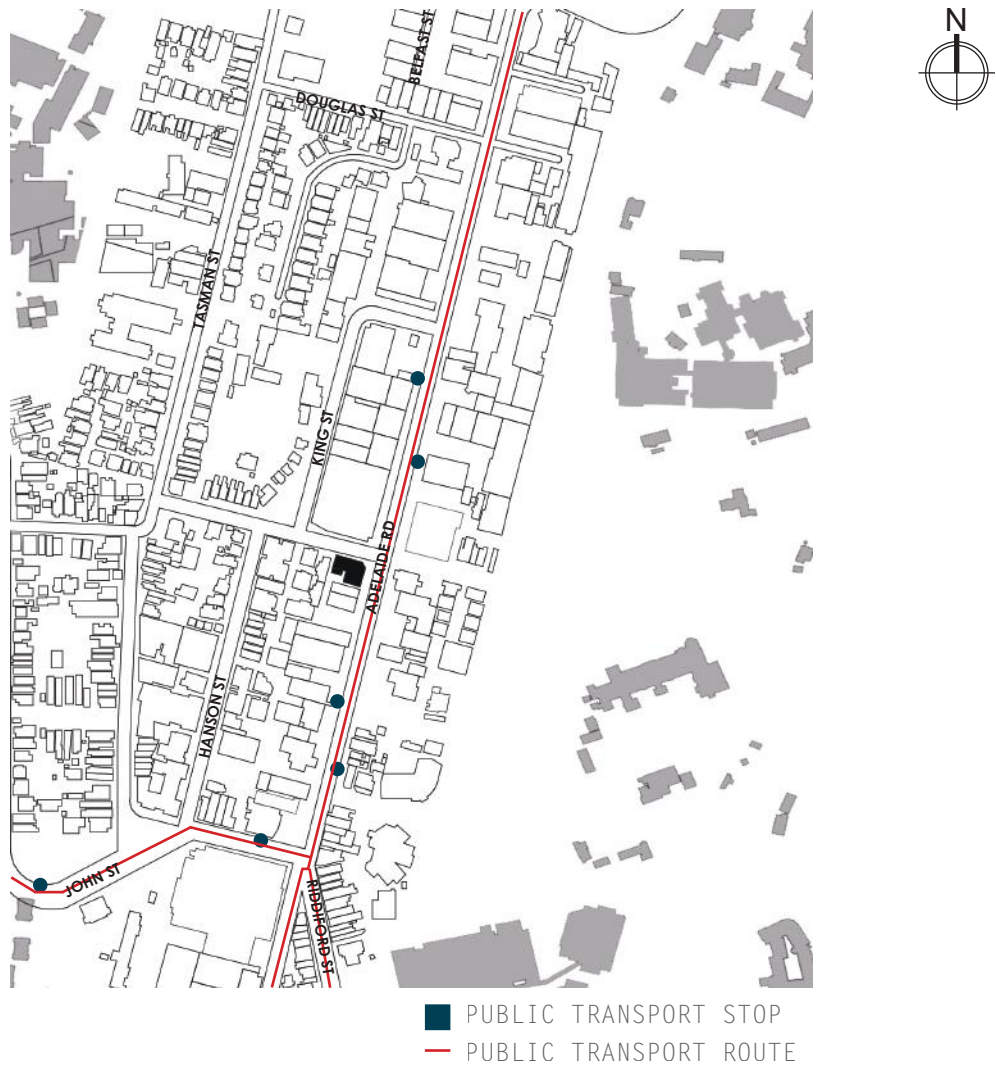 N
BELFAST ST
DOUGLAS ST
TASMAN ST
KING ST
ADELAIDE RD
HANSON ST
JOHN ST
RIDDIFORD ST
PUBLIC TRANSPORT STOP
PUBLIC TRANSPORT ROUTE